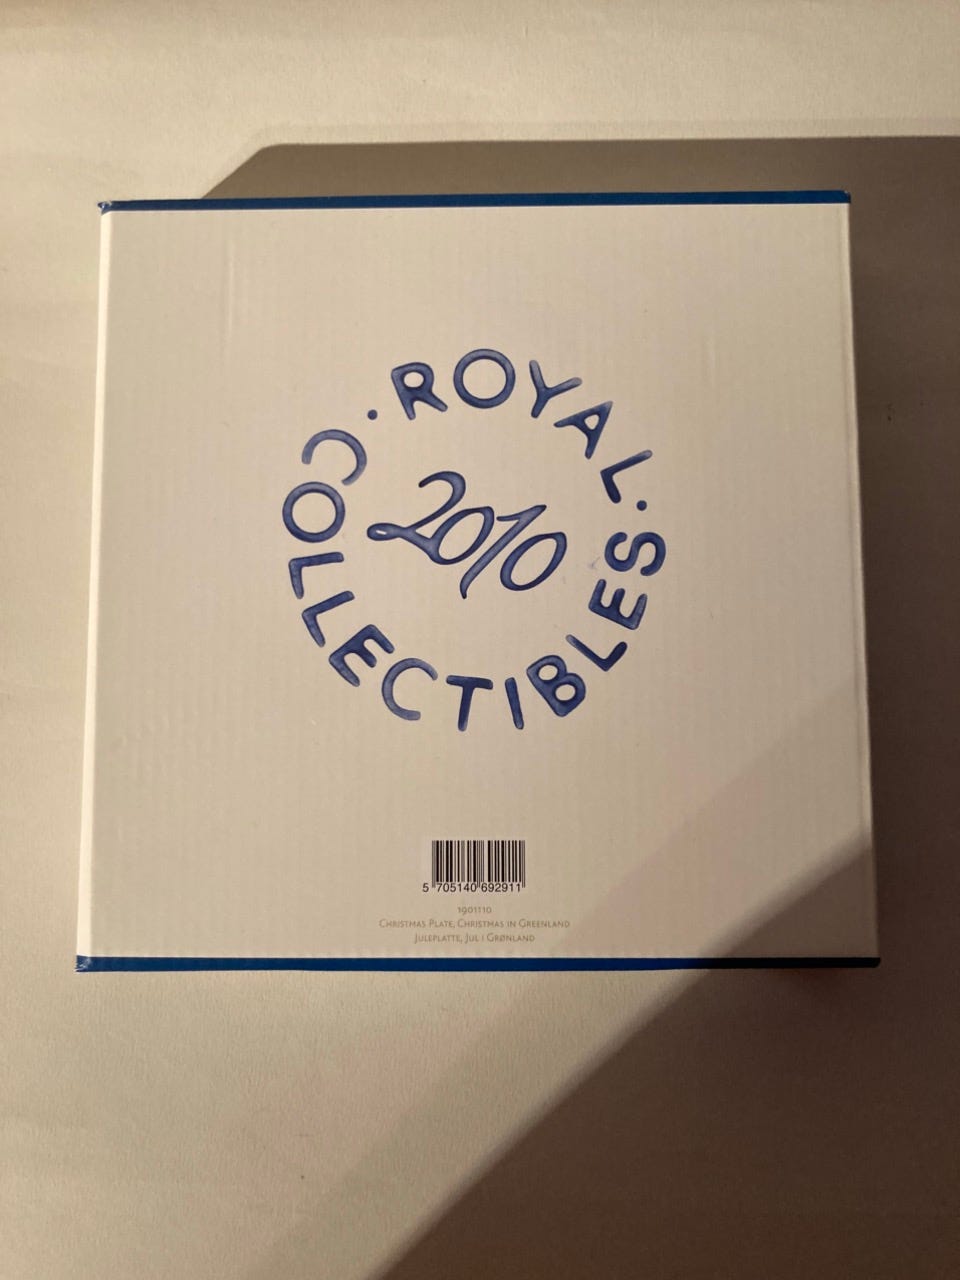 · ROYAL · COLLECTIBLES
2010
5 705140 692911
1901110
Christmas Plate, Christmas in Greenland
Juleplatte, Jul i Grønland